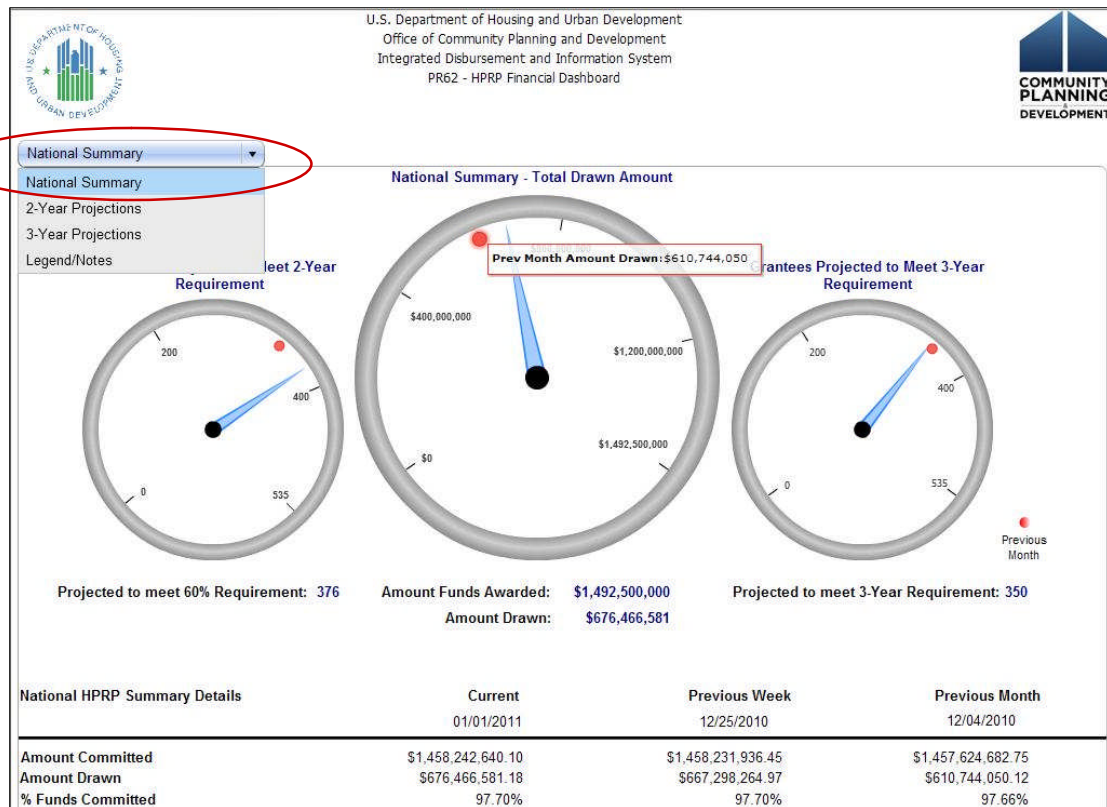 U.S. Department of Housing and Urban Development
Office of Community Planning and Development
Integrated Disbursement and Information System
PR62 - HPRP Financial Dashboard
U.S. DEPARTMENT OF HOUSING AND URBAN DEVELOPMENT
COMMUNITY
PLANNING
&
DEVELOPMENT
National Summary
National Summary
2-Year Projections
3-Year Projections
Legend/Notes
National Summary - Total Drawn Amount
Prev Month Amount Drawn:$610,744,050
$0
$400,000,000
$1,200,000,000
$1,492,500,000
Meet 2-Year
Requirement
0
200
400
535
Grantees Projected to Meet 3-Year
Requirement
0
200
400
535
Previous
Month
Projected to meet 60% Requirement: 376
Amount Funds Awarded: $1,492,500,000
Amount Drawn: $676,466,581
Projected to meet 3-Year Requirement: 350
National HPRP Summary Details Current Previous Week Previous Month
01/01/2011 12/25/2010 12/04/2010
Amount Committed $1,458,242,640.10 $1,458,231,936.45 $1,457,624,682.75
Amount Drawn $676,466,581.18 $667,298,264.97 $610,744,050.12
% Funds Committed 97.70% 97.70% 97.66%